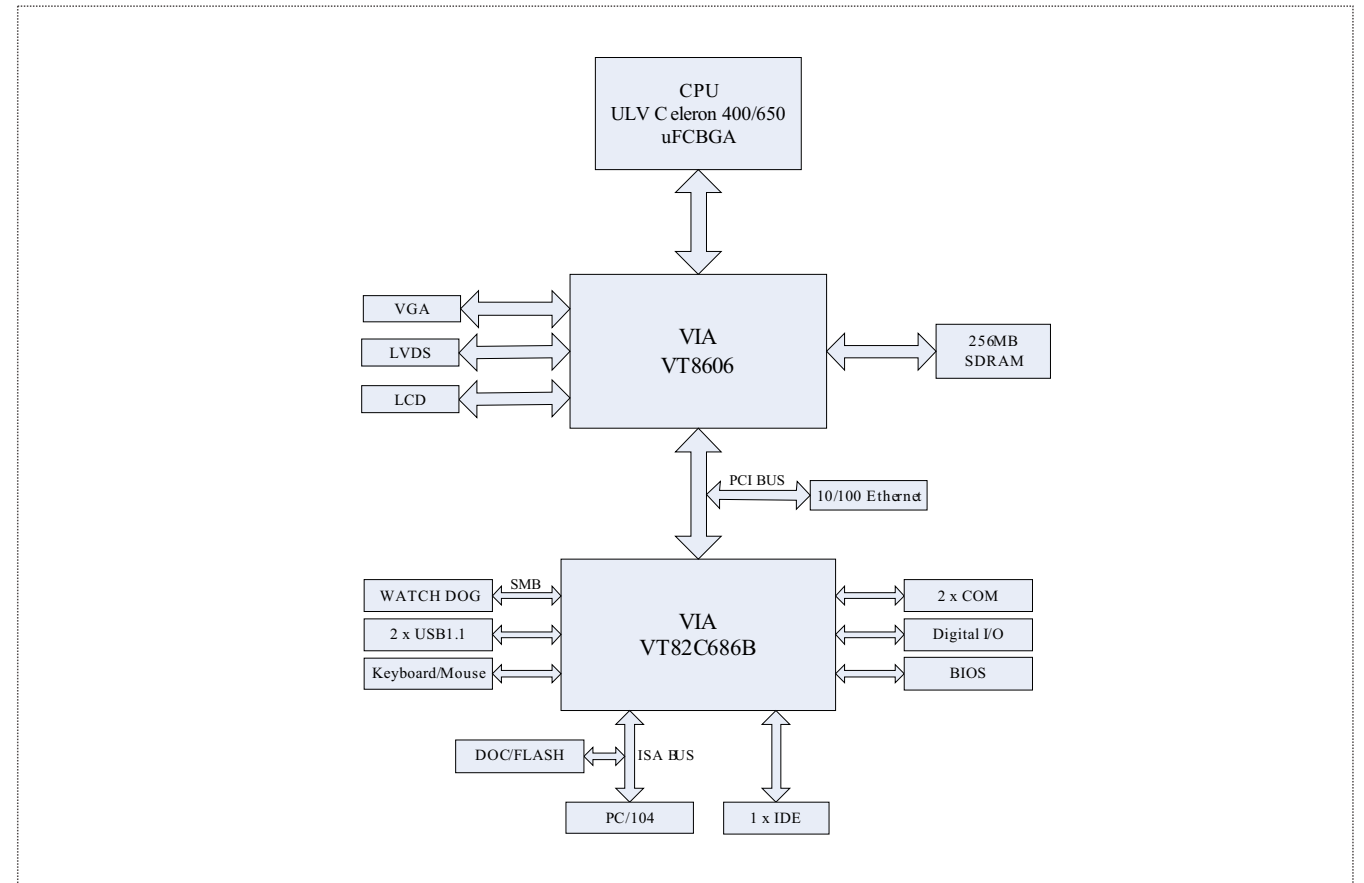 CPU
ULV Celeron 400/650
uFCBGA
VGA
LVDS
LCD
VIA
VT8606
256MB
SDRAM
PCI BUS
10/100 Ethernet
WATCH DOG
SMB
2 x USB1.1
Keyboard/Mouse
VIA
VT82C686B
2 x COM
Digital I/O
BIOS
DOC/FLASH
ISA BUS
PC/104
1 x IDE